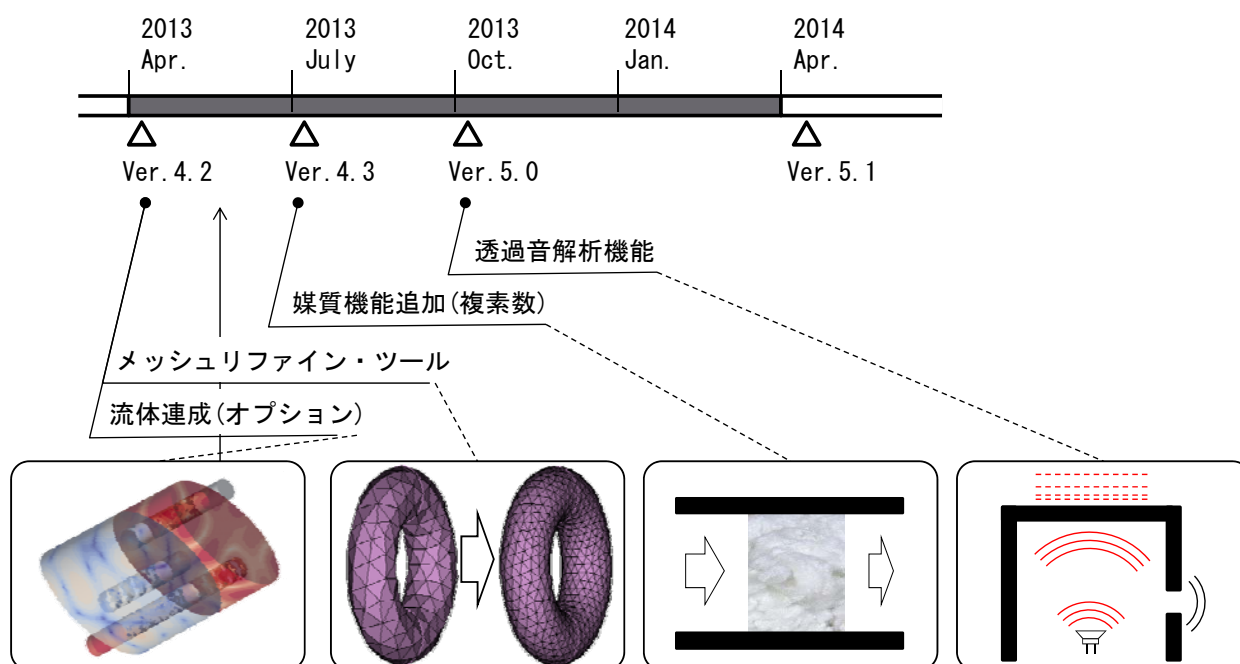 2013
Apr.
2013
July
2013
Oct.
2014
Jan.
2014
Apr.
Ver.4.2
Ver.4.3
Ver.5.0
Ver.5.1
透過音解析機能
媒質機能追加(複素数)
メッシュリファイン・ツール
流体連成(オプション)